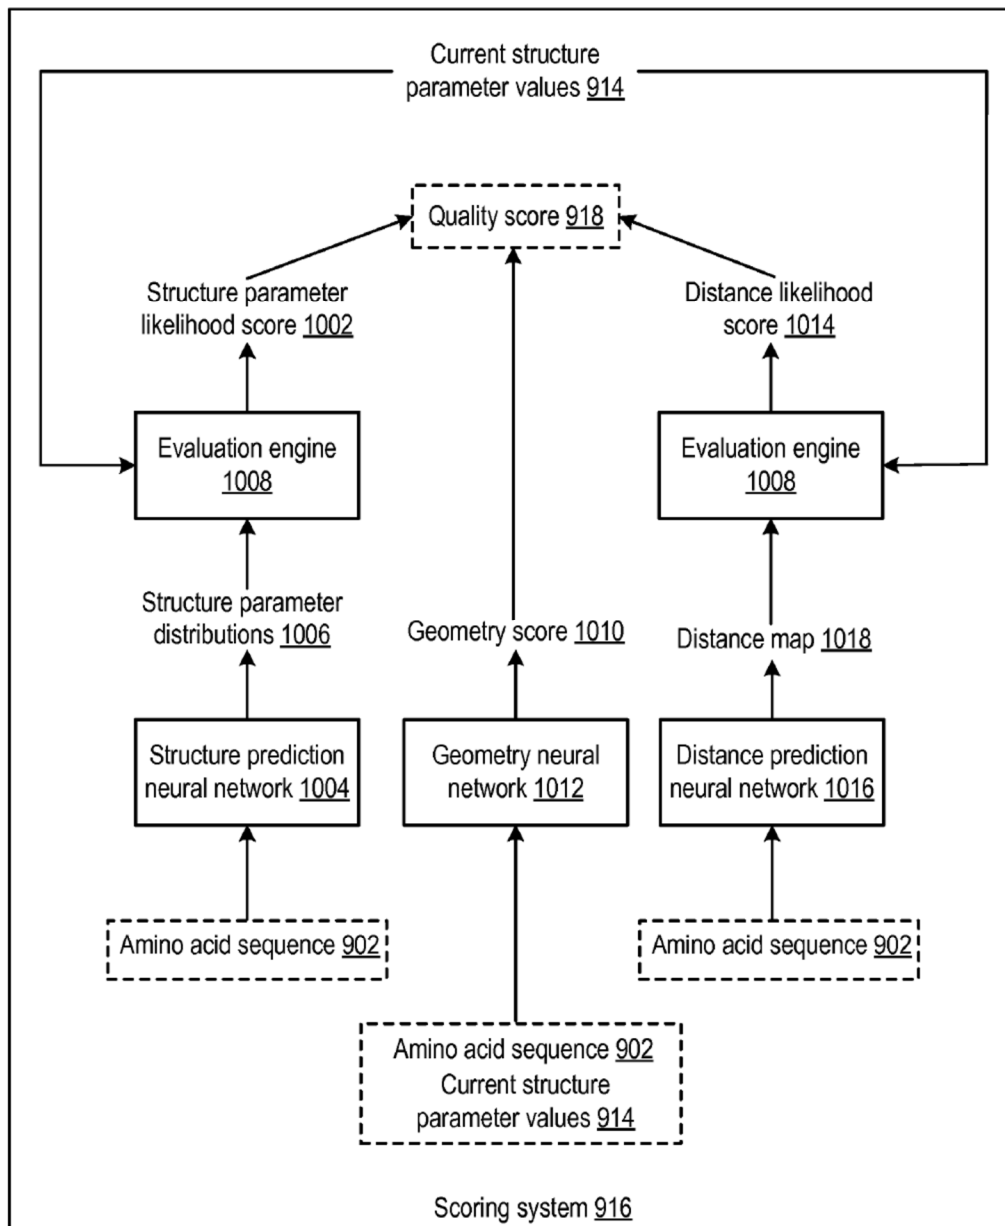 Current structure
parameter values 914
Quality score 918
Structure parameter
likelihood score 1002
Distance likelihood
score 1014
Evaluation engine
1008
Evaluation engine
1008
Structure parameter
distributions 1006
Geometry score 1010
Distance map 1018
Structure prediction
neural network 1004
Geometry neural
network 1012
Distance prediction
neural network 1016
Amino acid sequence 902
Amino acid sequence 902
Amino acid sequence 902
Current structure
parameter values 914
Scoring system 916